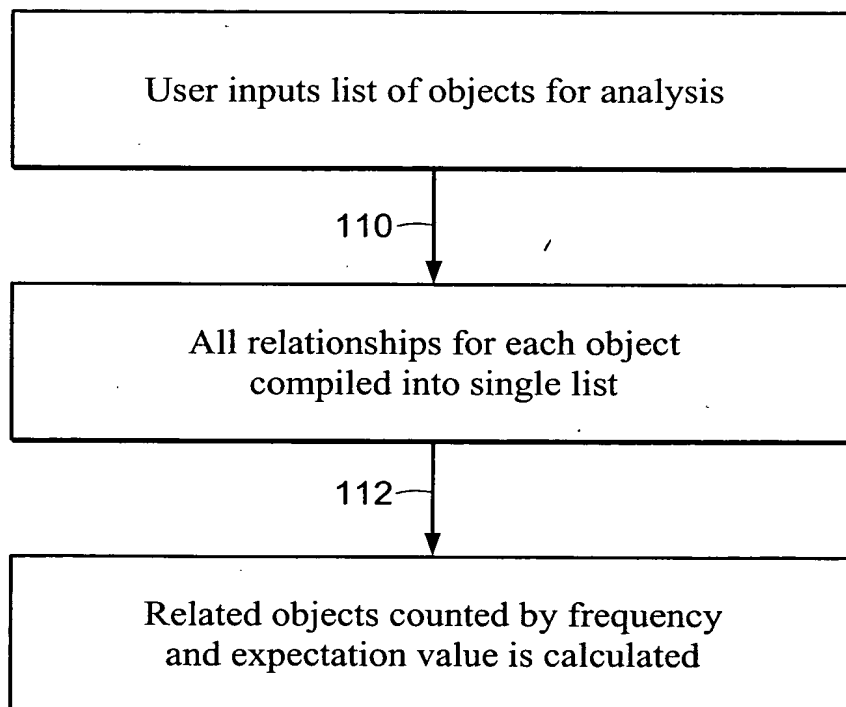 User inputs list of objects for analysis
110
All relationships for each object
compiled into single list
112
Related objects counted by frequency
and expectation value is calculated